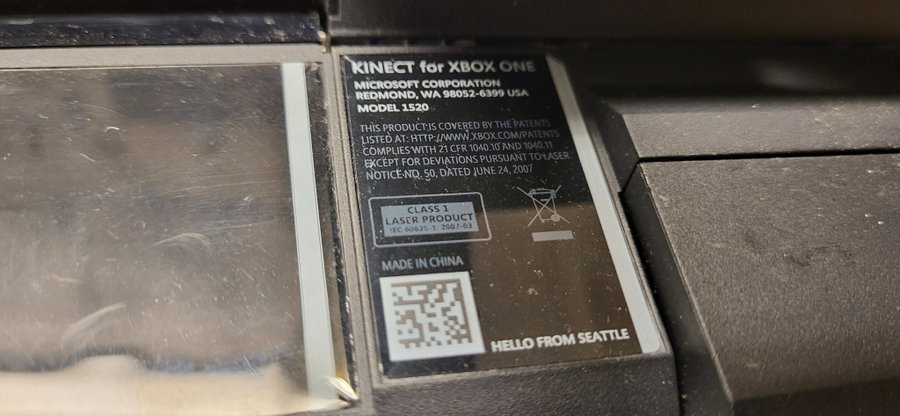 KINECT for XBOX ONE
MICROSOFT CORPORATION
REDMOND, WA 98052-6399 USA
MODEL 1520
THIS PRODUCT IS COVERED BY THE PATENTS
LISTED AT: HTTP://WWW.XBOX.COM/PATENTS
COMPLIES WITH 21 CFR 1040.10 AND 1040.11
EXCEPT FOR DEVIATIONS PURSUANT TO LASER
NOTICE NO. 50, DATED JUNE 24, 2007
CLASS 1
LASER PRODUCT
IEC 60825-1: 2007-03
MADE IN CHINA
HELLO FROM SEATTLE